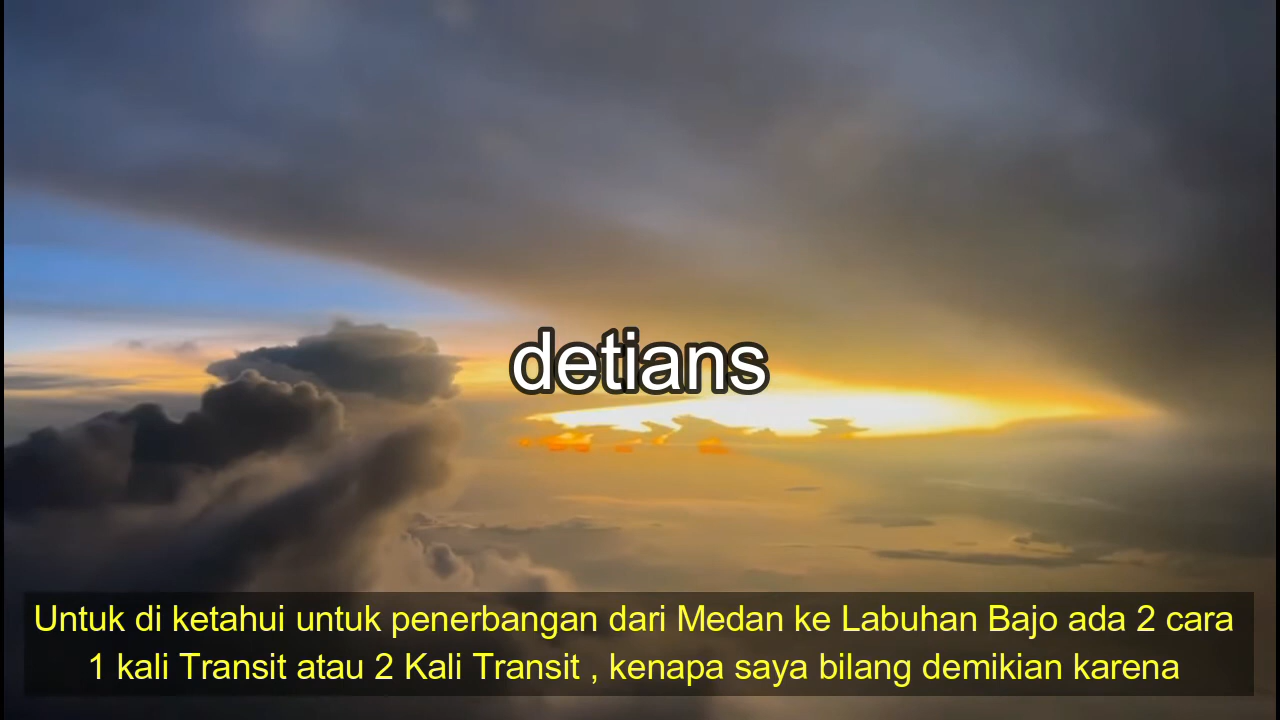 detians
Untuk di ketahui untuk penerbangan dari Medan ke Labuhan Bajo ada 2 cara
1 kali Transit atau 2 Kali Transit , kenapa saya bilang demikian karena